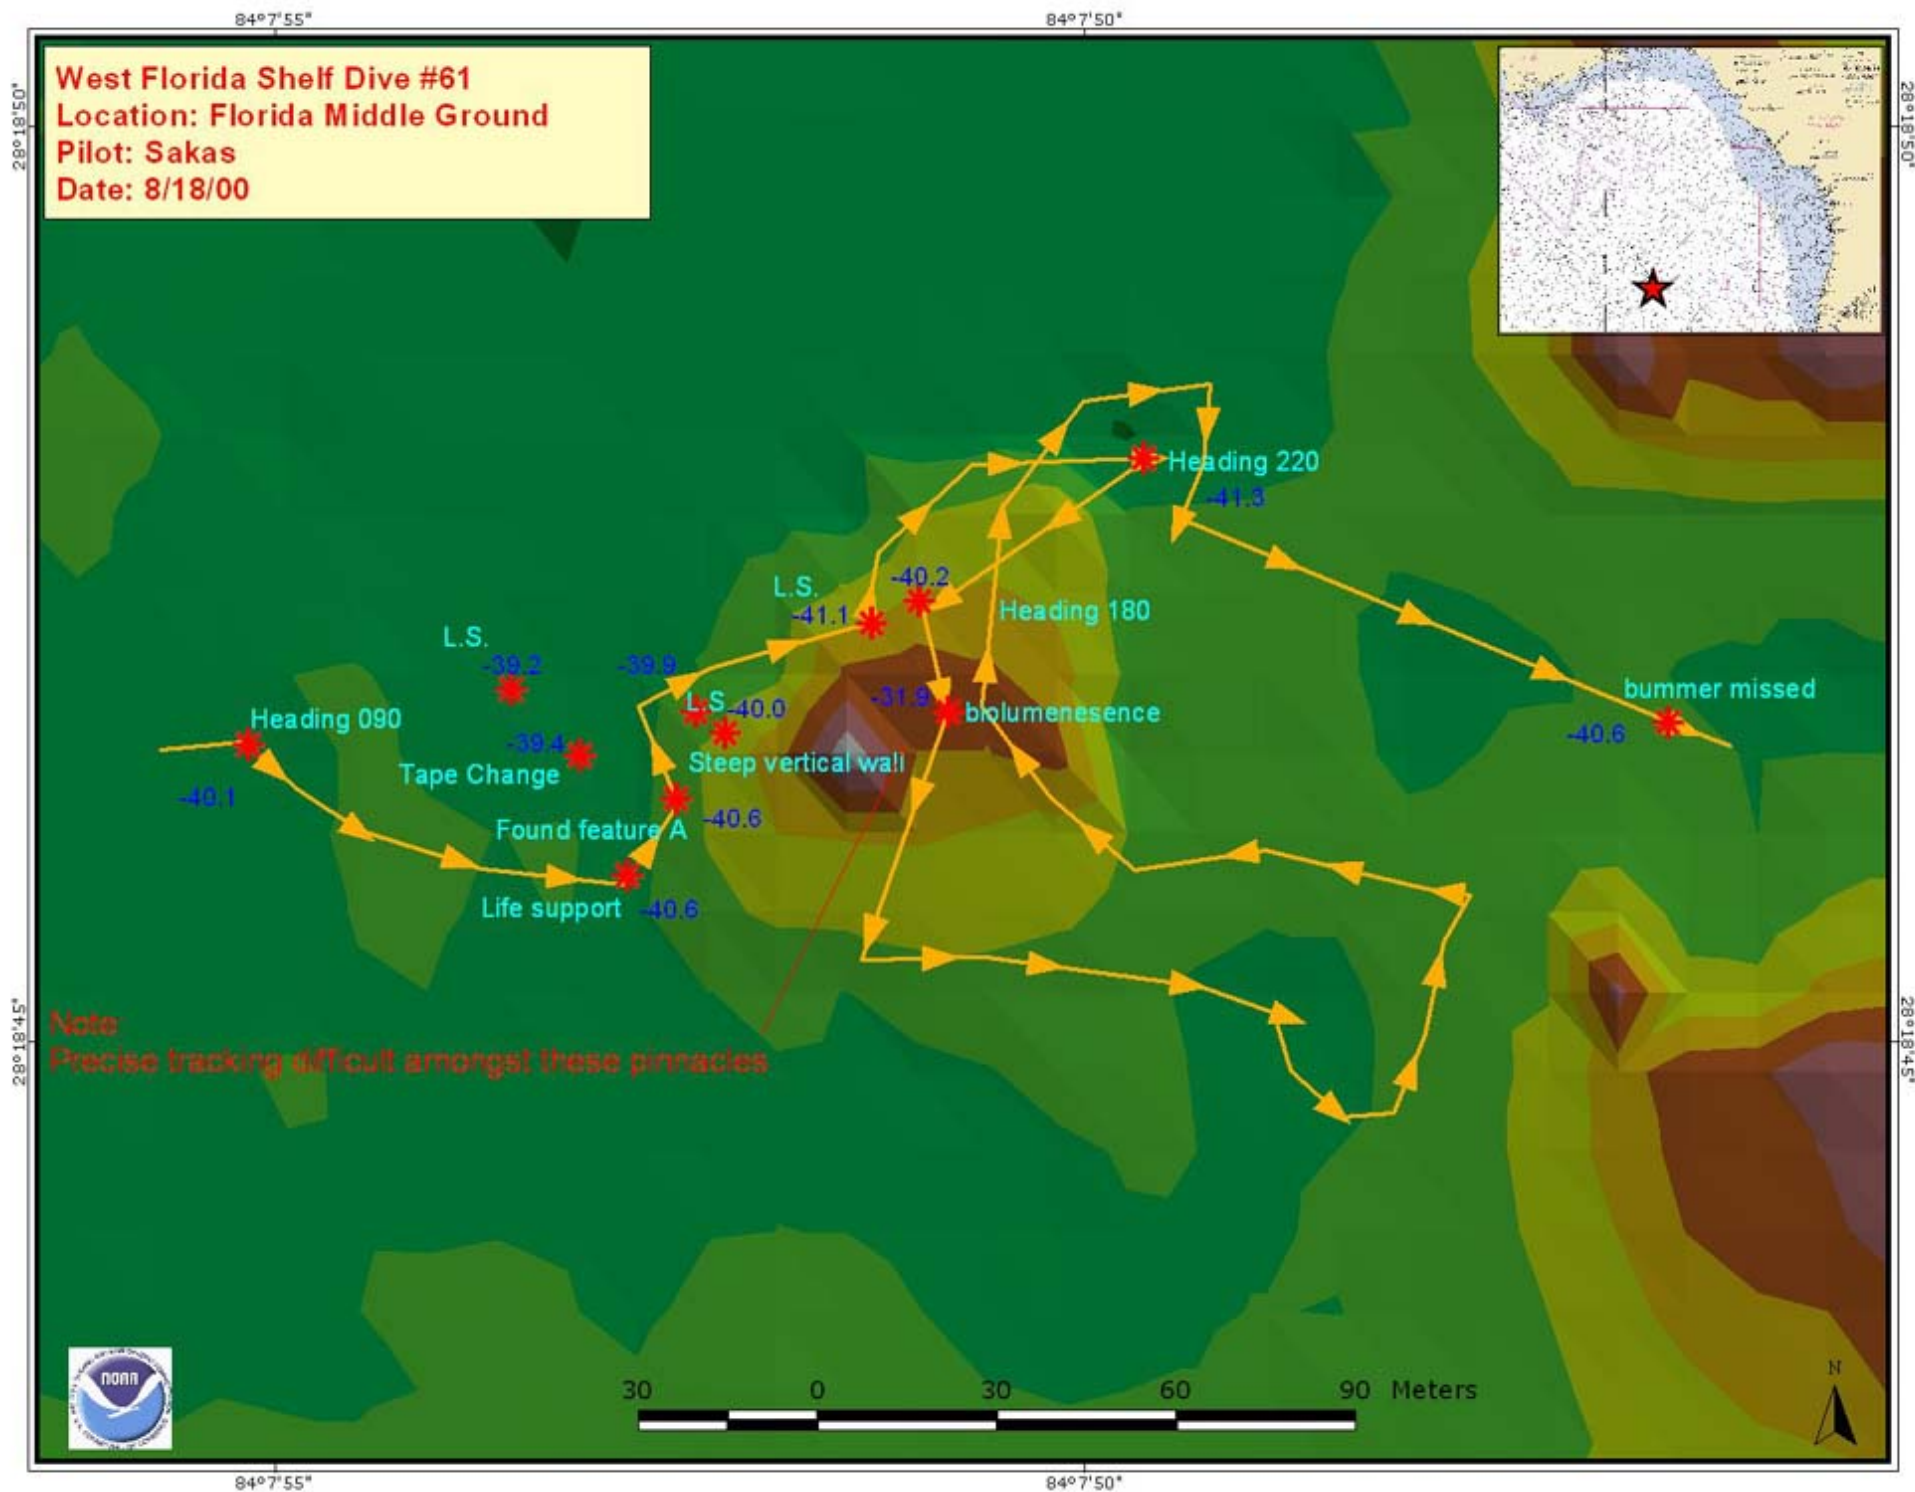 84°7'55"
84°7'50"
28°18'50"
28°18'50"
West Florida Shelf Dive #61
Location: Florida Middle Ground
Pilot: Sakas
Date: 8/18/00
Heading 220
-41.3
L.S.
-40.2
-41.1
Heading 180
L.S.
-39.2
-39.9
bummer missed
-31.9
L.S.
-40.0
biolumenesence
Heading 090
-40.6
-39.4
Steep vertical wall
Tape Change
-40.1
-40.6
Found feature A
Life support
-40.6
Note
Precise tracking difficult amongst these pinnacles
28°18'45"
28°18'45"
NOAA
N
30 0 30 60 90 Meters
84°7'55"
84°7'50"